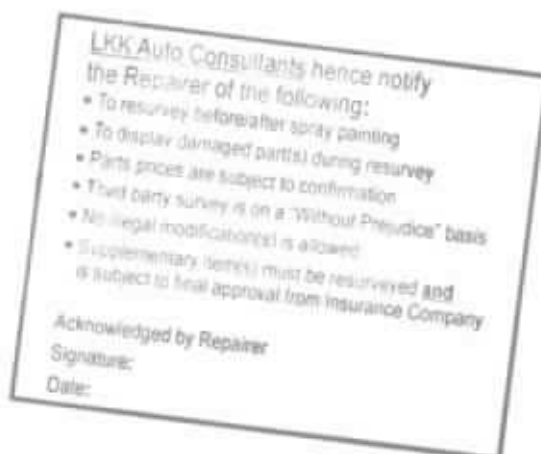 LKK Auto Consultants hence notify
the Repairer of the following:
• To resurvey before/after spray painting
• To display damaged part(s) during resurvey
• Parts prices are subject to confirmation
• Third party survey is on a "Without Prejudice" basis
• No illegal modification(s) is allowed
• Supplementary item(s) must be resurveyed and
is subject to final approval from Insurance Company
Acknowledged by Repairer
Signature:
Date: